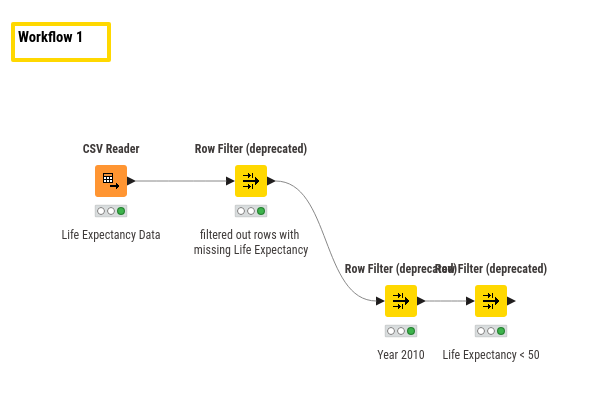 Workflow 1
CSV Reader
Row Filter (deprecated)
Life Expectancy Data
filtered out rows with
missing Life Expectancy
Row Filter (deprecated)
Row Filter (deprecated)
Year 2010
Life Expectancy < 50